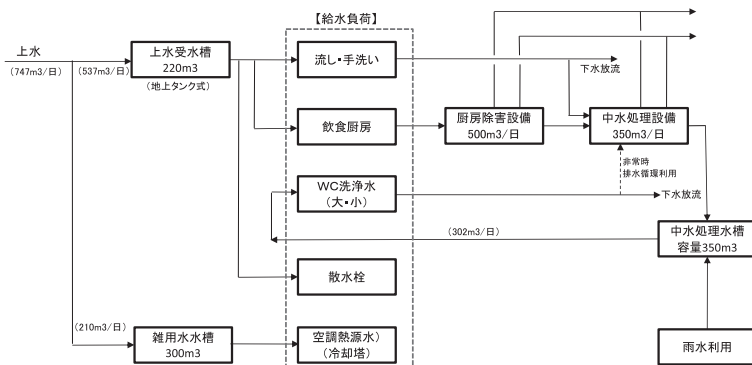 【給水負荷】
上水
(747m3/日)
(537m3/日)
上水受水槽
220m3
(地上タンク式)
流し・手洗い
下水放流
飲食厨房
厨房除害設備
500m3/日
中水処理設備
350m3/日
非常時
排水循環利用
WC洗浄水
(大・小)
下水放流
(302m3/日)
中水処理水槽
容量350m3
散水栓
(210m3/日)
雑用水水槽
300m3
空調熱源水)
(冷却塔)
雨水利用